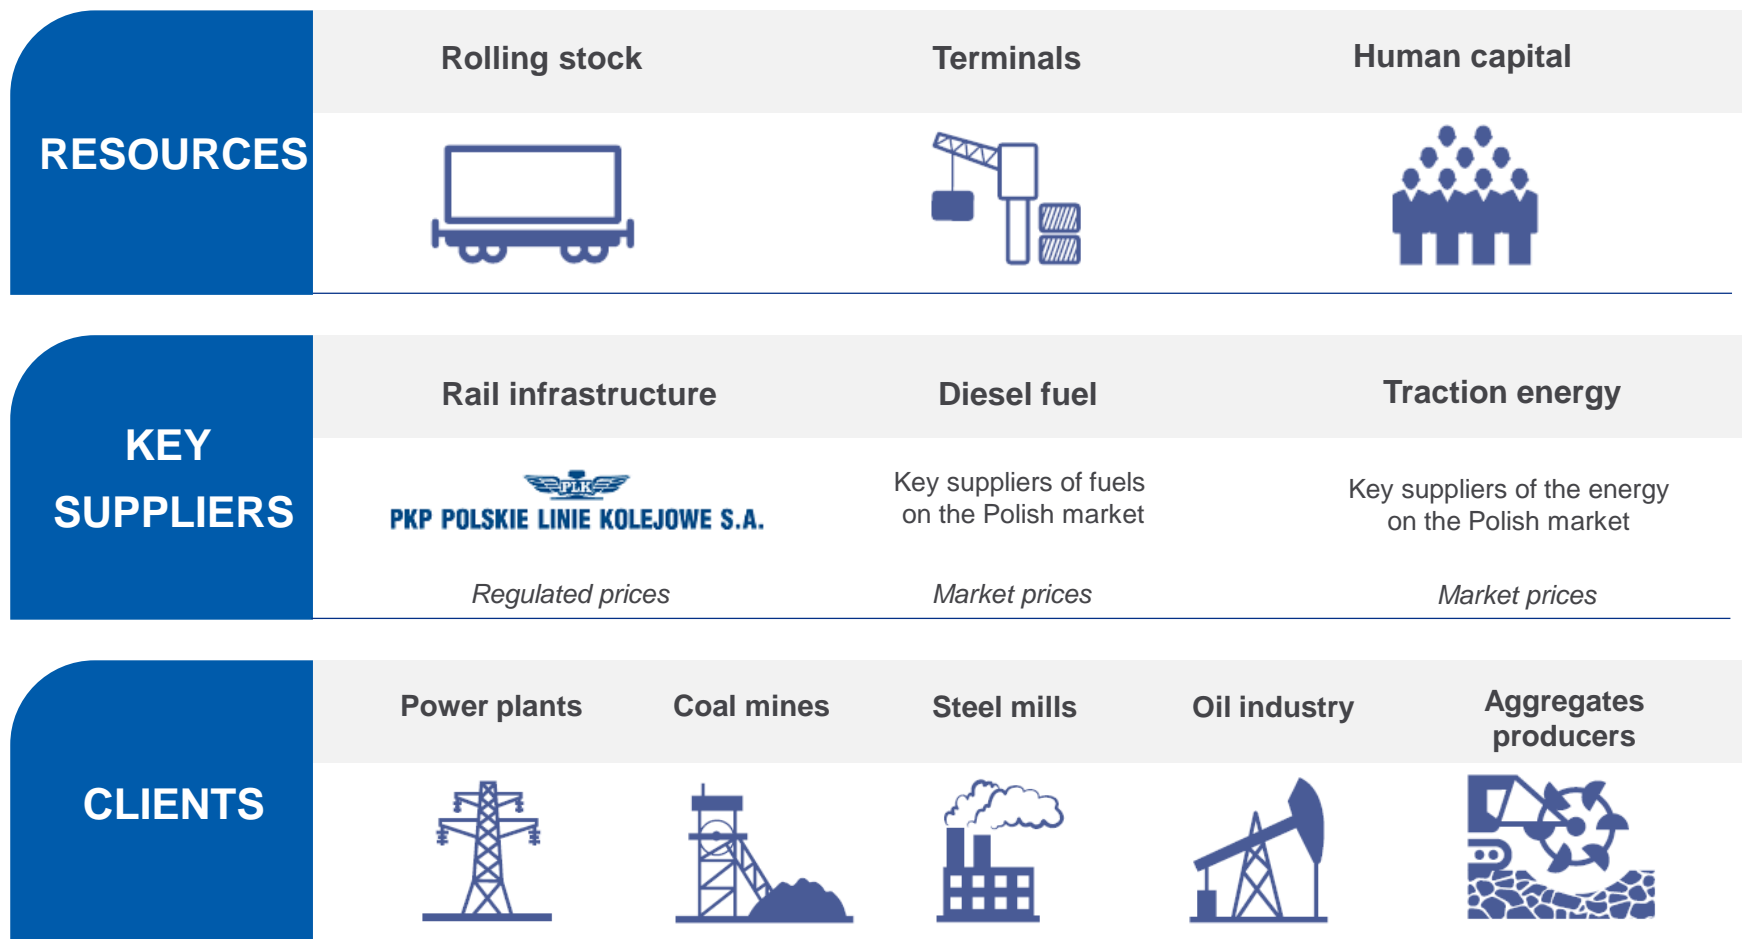 RESOURCES
Rolling stock
Terminals
Human capital
KEY
SUPPLIERS
Rail infrastructure
Diesel fuel
Traction energy
PLK
PKP POLSKIE LINIE KOLEJOWE S.A.
Key suppliers of fuels
on the Polish market
Key suppliers of the energy
on the Polish market
Regulated prices
Market prices
Market prices
CLIENTS
Power plants
Coal mines
Steel mills
Oil industry
Aggregates
producers